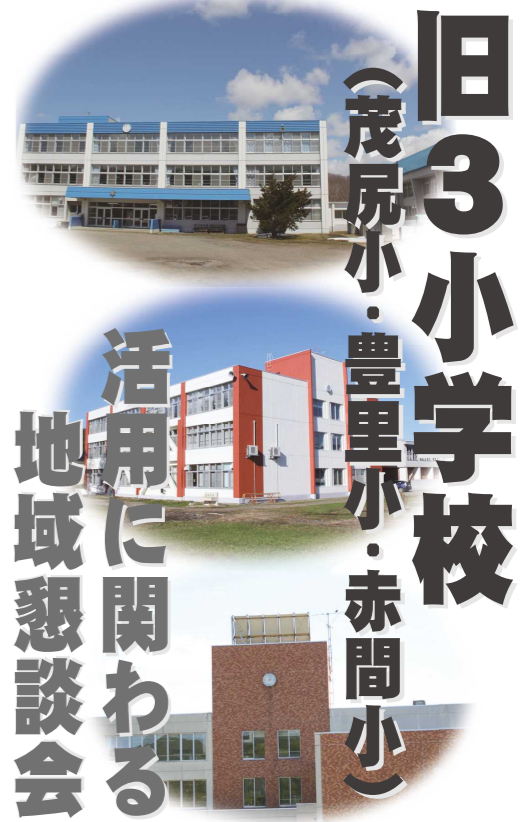 旧3小学校
（茂尻小・豊里小・赤間小）
活用に関わる
地域懇談会